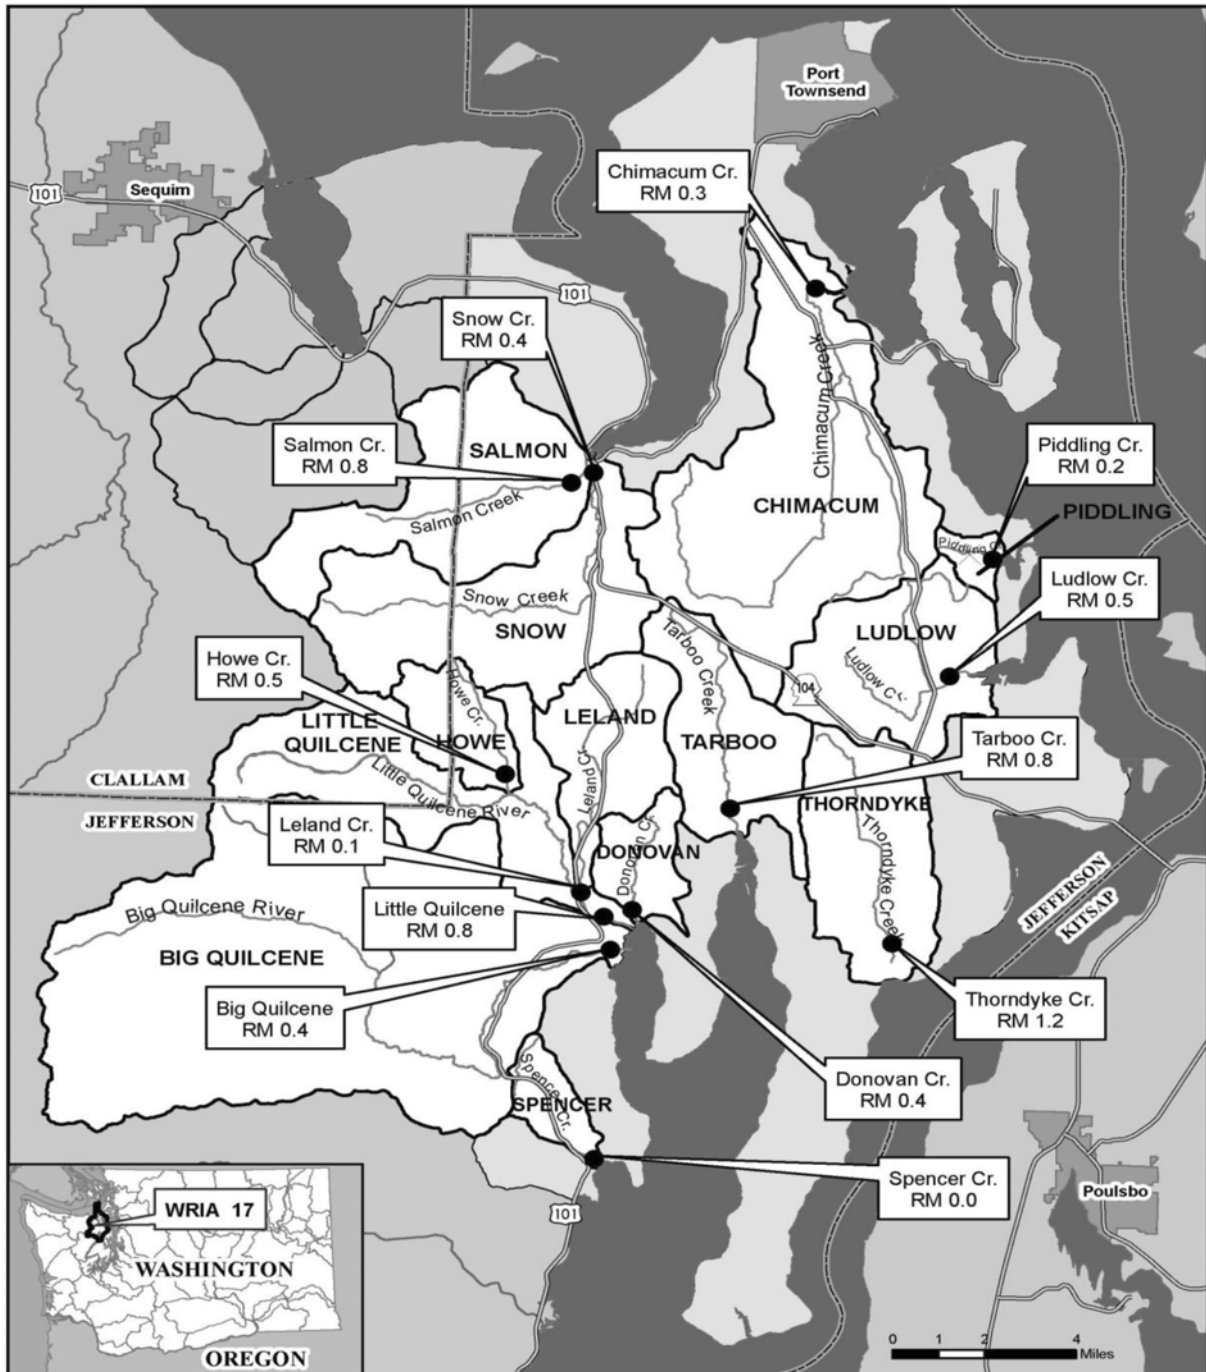 Port
Townsend
Chimacum Cr.
RM 0.3
101
Sequim
101
Snow Cr.
RM 0.4
Chimacum Creek
Salmon Cr.
RM 0.8
SALMON
Piddling Cr.
RM 0.2
Salmon Creek
CHIMACUM
PIDDLING
Piddling C
Ludlow Cr.
RM 0.5
Snow Creek
SNOW
Tarboo Creek
LUDLOW
Ludlow Cr.
Howe Cr.
RM 0.5
Howe Cr.
104
LITTLE
QUILCENE
HOWE
LELAND
TARBOO
Tarboo Cr.
RM 0.8
Leland Cr.
Little Quilcene River
CLALLAM
JEFFERSON
THORNDYKE
Leland Cr.
RM 0.1
Donovan Cr.
DONOVAN
Thorndyke Creek
Big Quilcene River
Little Quilcene
RM 0.8
JEFFERSON
KITSAP
BIG QUILCENE
Big Quilcene
RM 0.4
Thorndyke Cr.
RM 1.2
Spencer Cr.
SPENCER
Donovan Cr.
RM 0.4
Spencer Cr.
RM 0.0
Poulsbo
101
WRIA 17
WASHINGTON
OREGON
0 1 2 4
Miles